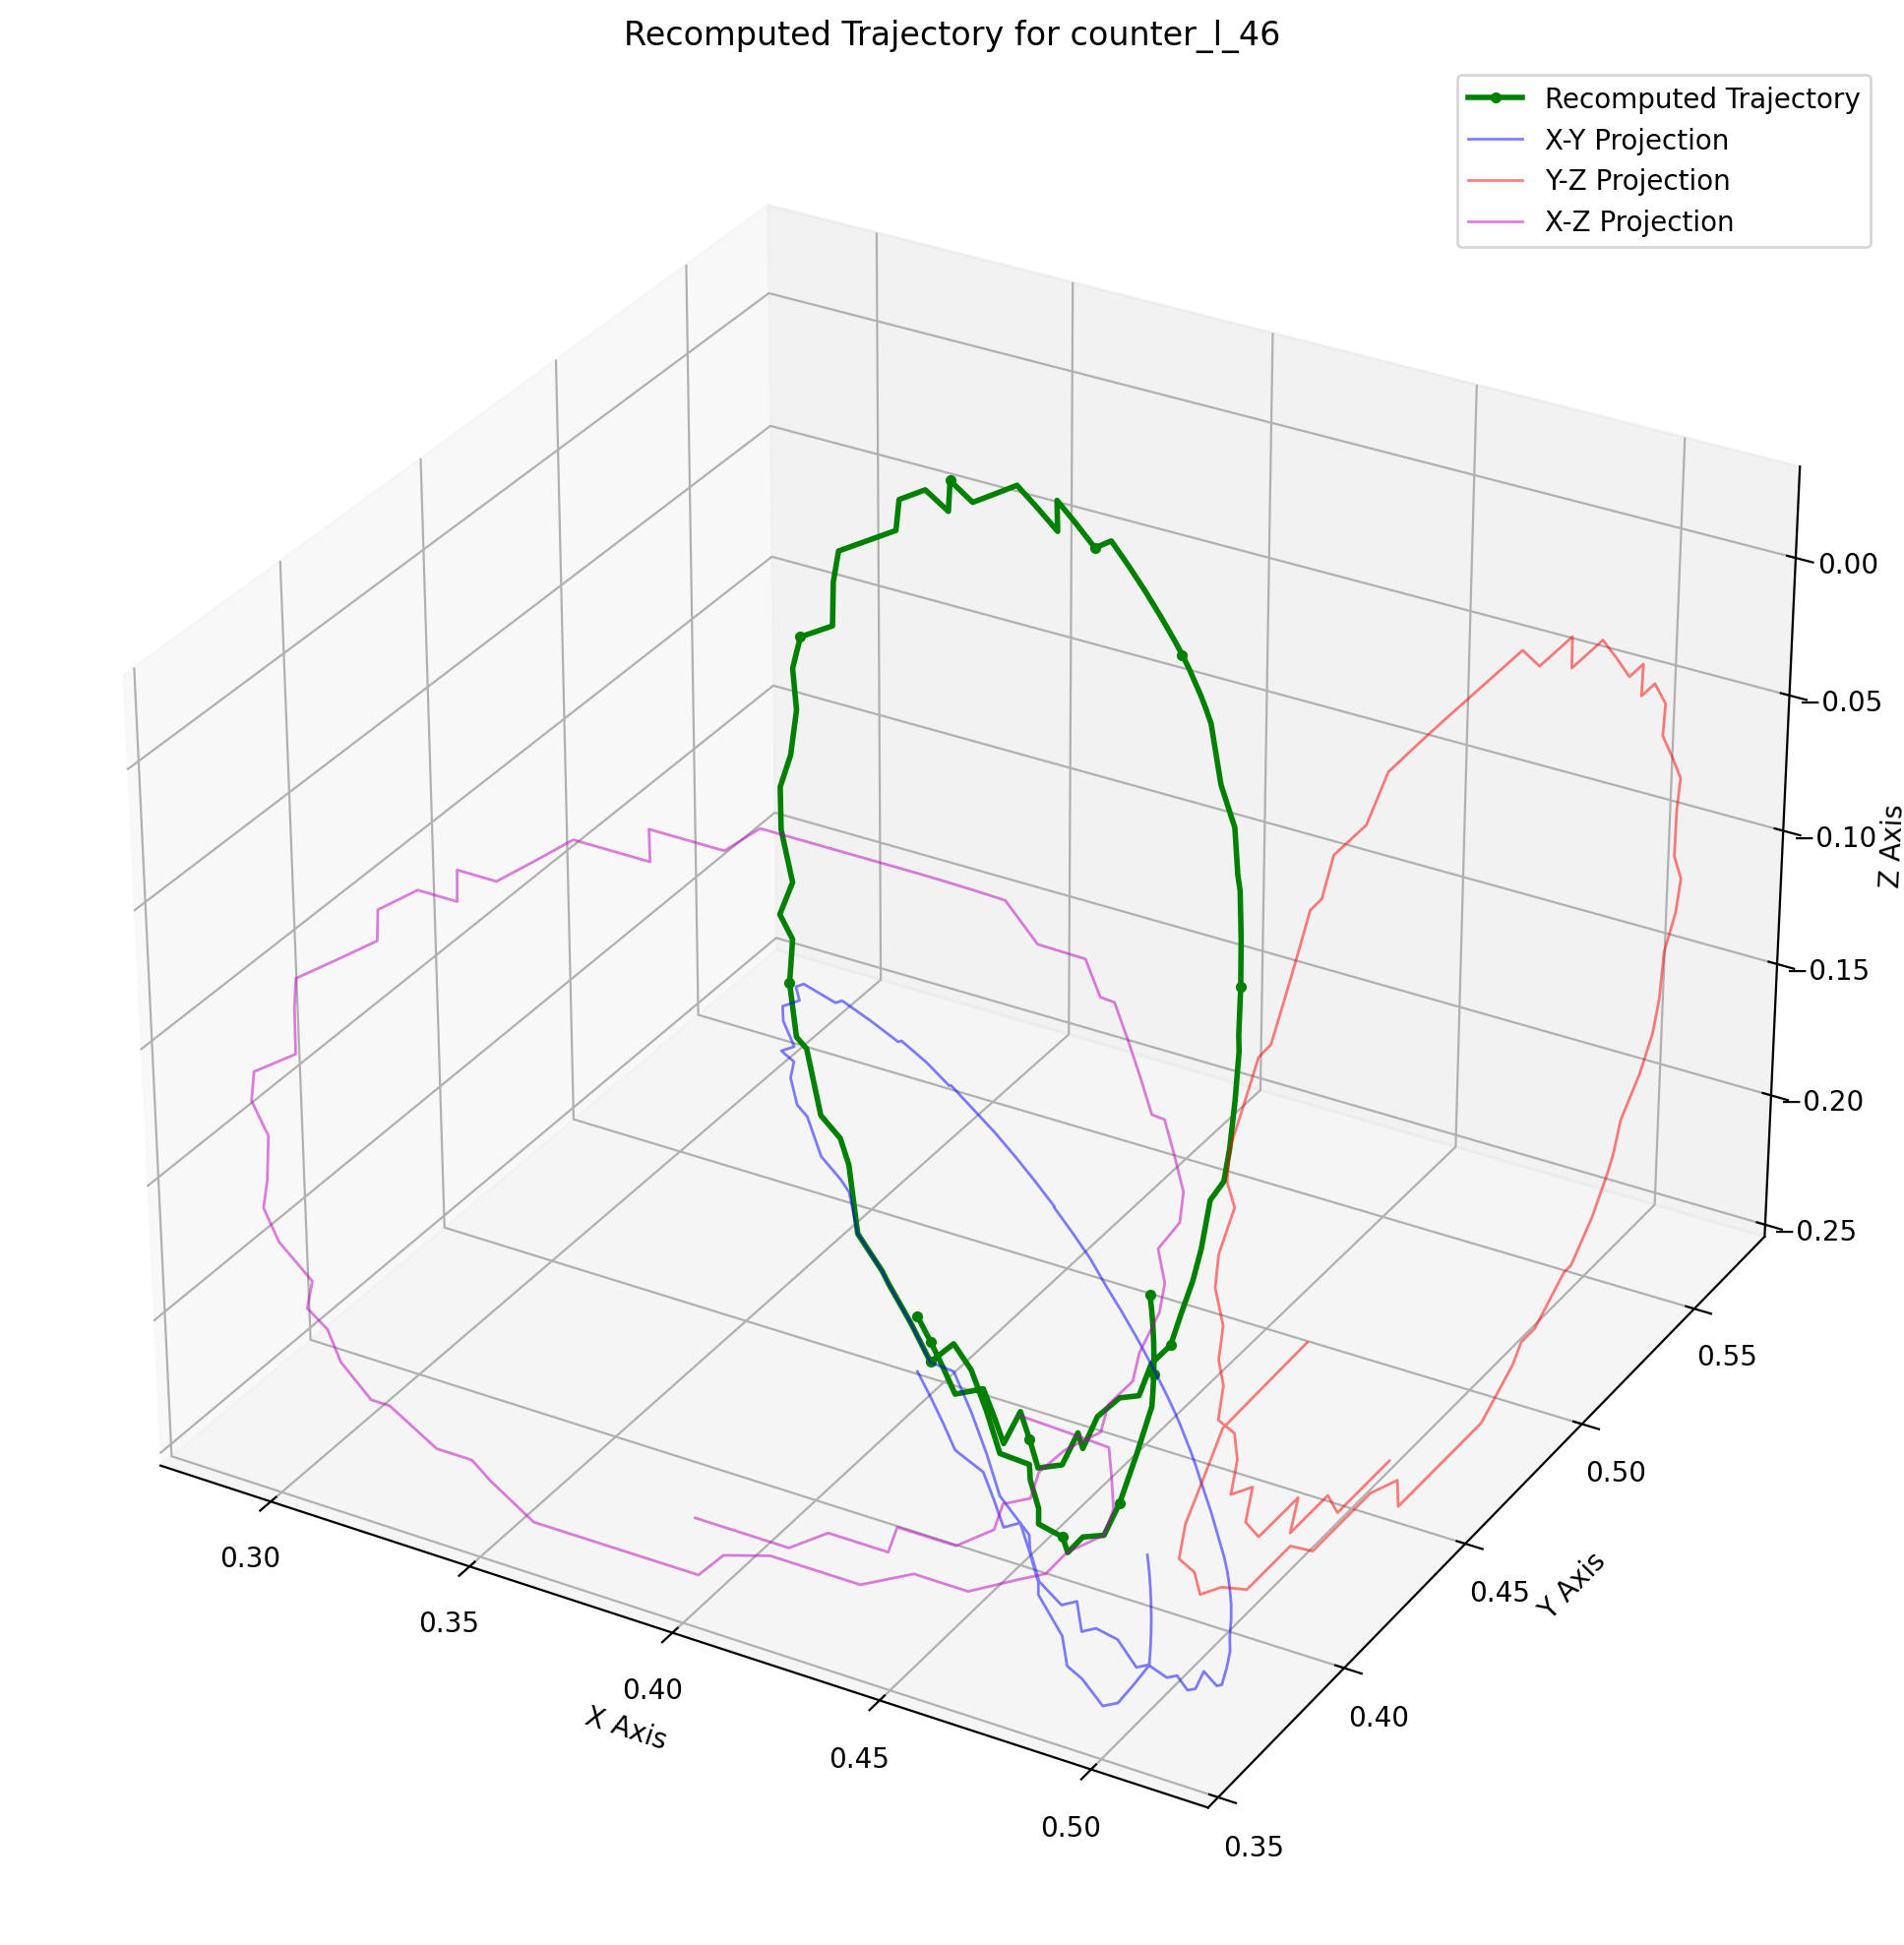 Recomputed Trajectory for counter_l_46
Recomputed Trajectory
X-Y Projection
Y-Z Projection
X-Z Projection
0.00
−0.05
−0.10
−0.15
−0.20
−0.25
Z Axis
0.55
0.50
0.45
0.40
0.35
Y Axis
0.30
0.35
0.40
0.45
0.50
X Axis